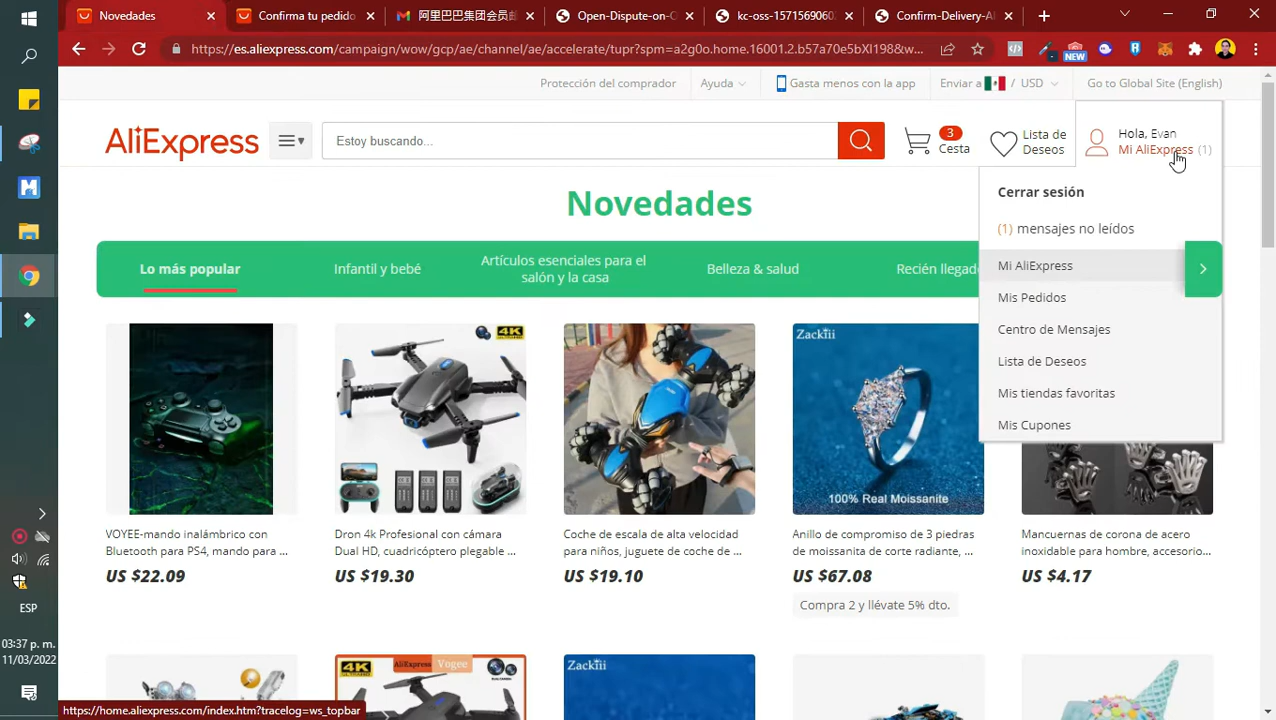 Novedades
Confirma tu pedido
阿里巴巴集团会员邮
Open-Dispute-on-O
kc-oss-1571569060
Confirm-Delivery-Al
https://es.aliexpress.com/campaign/wow/gcp/ae/channel/ae/accelerate/tupr?spm=a2g0o.home.16001.2.b57a70e5bXI198&w...
NEW
Protección del comprador
Ayuda
Gasta menos con la app
Enviar a / USD
Go to Global Site (English)
AliExpress
Estoy buscando...
3
Cesta
Lista de
Deseos
Hola, Evan
Mi AliExpress (1)
Cerrar sesión
(1) mensajes no leídos
Mi AliExpress
Mis Pedidos
Centro de Mensajes
Lista de Deseos
Mis tiendas favoritas
Mis Cupones
Novedades
Lo más popular
Infantil y bebé
Artículos esenciales para el
salón y la casa
Belleza & salud
Recién llegad
4K
Zackiii
100% Real Moissanite
VOYEE-mando inalámbrico con
Bluetooth para PS4, mando para ...
US $22.09
Dron 4k Profesional con cámara
Dual HD, cuadricóptero plegable ...
US $19.30
Coche de escala de alta velocidad
para niños, juguete de coche de ...
US $19.10
Anillo de compromiso de 3 piedras
de moissanita de corte radiante, ...
US $67.08
Compra 2 y llévate 5% dto.
Mancuernas de corona de acero
inoxidable para hombre, accesorio...
US $4.17
4K
AliExpress
Vogee
Zackiii
ESP
03:37 p. m.
11/03/2022
https://home.aliexpress.com/index.htm?tracelog=ws_topbar